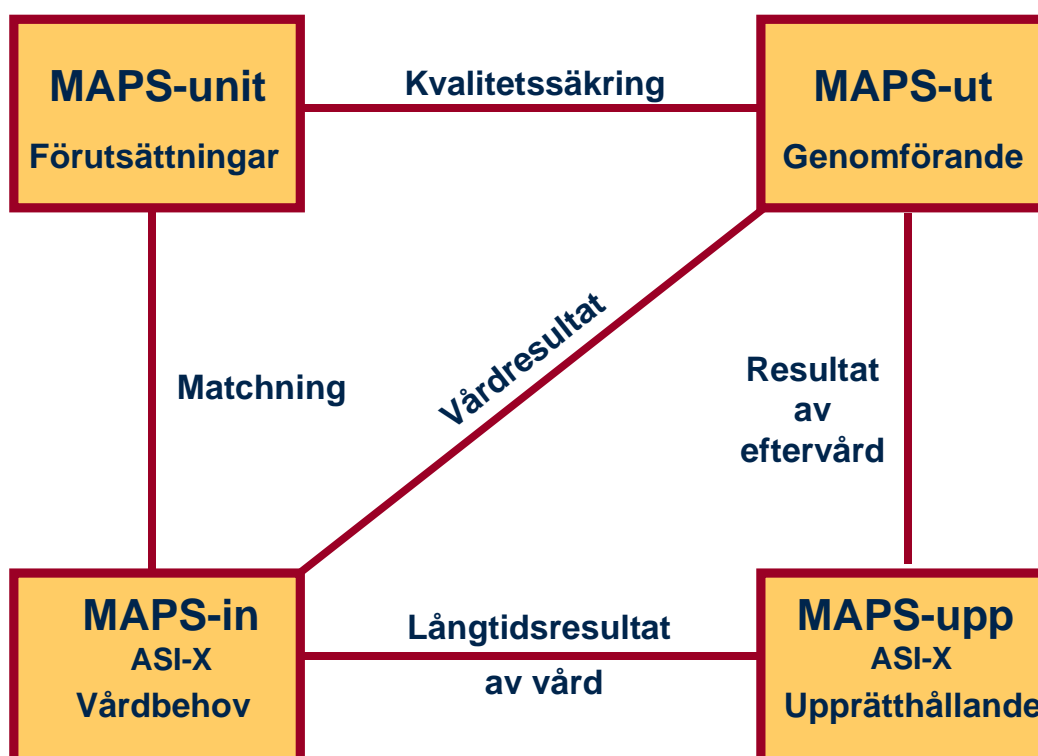 MAPS-unit
Förutsättningar
Kvalitetssäkring
MAPS-ut
Genomförande
Matchning
Vårdresultat
Resultat
av
eftervård
MAPS-in
ASI-X
Vårdbehov
Långtidsresultat
av vård
MAPS-upp
ASI-X
Upprätthållande